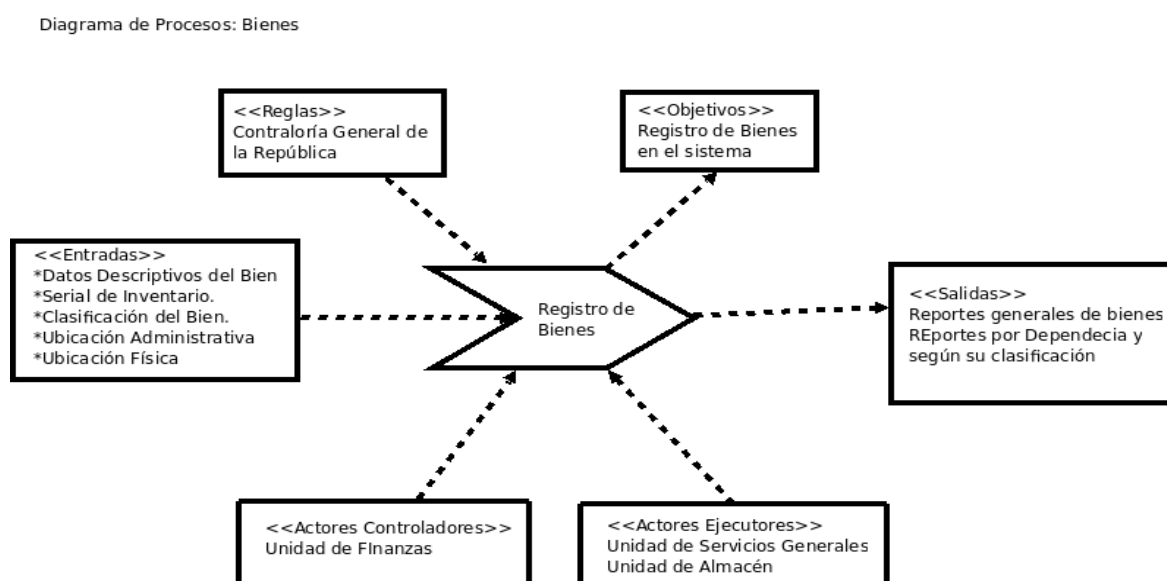 Diagrama de Procesos: Bienes
<<Reglas>>
Contraloría General de
la República
<<Objetivos>>
Registro de Bienes
en el sistema
<<Entradas>>
*Datos Descriptivos del Bien
*Serial de Inventario.
*Clasificación del Bien.
*Ubicación Administrativa
*Ubicación Física
Registro de
Bienes
<<Salidas>>
Reportes generales de bienes
REportes por Dependecia y
según su clasificación
<<Actores Controladores>>
Unidad de FInanzas
<<Actores Ejecutores>>
Unidad de Servicios Generales
Unidad de Almacén